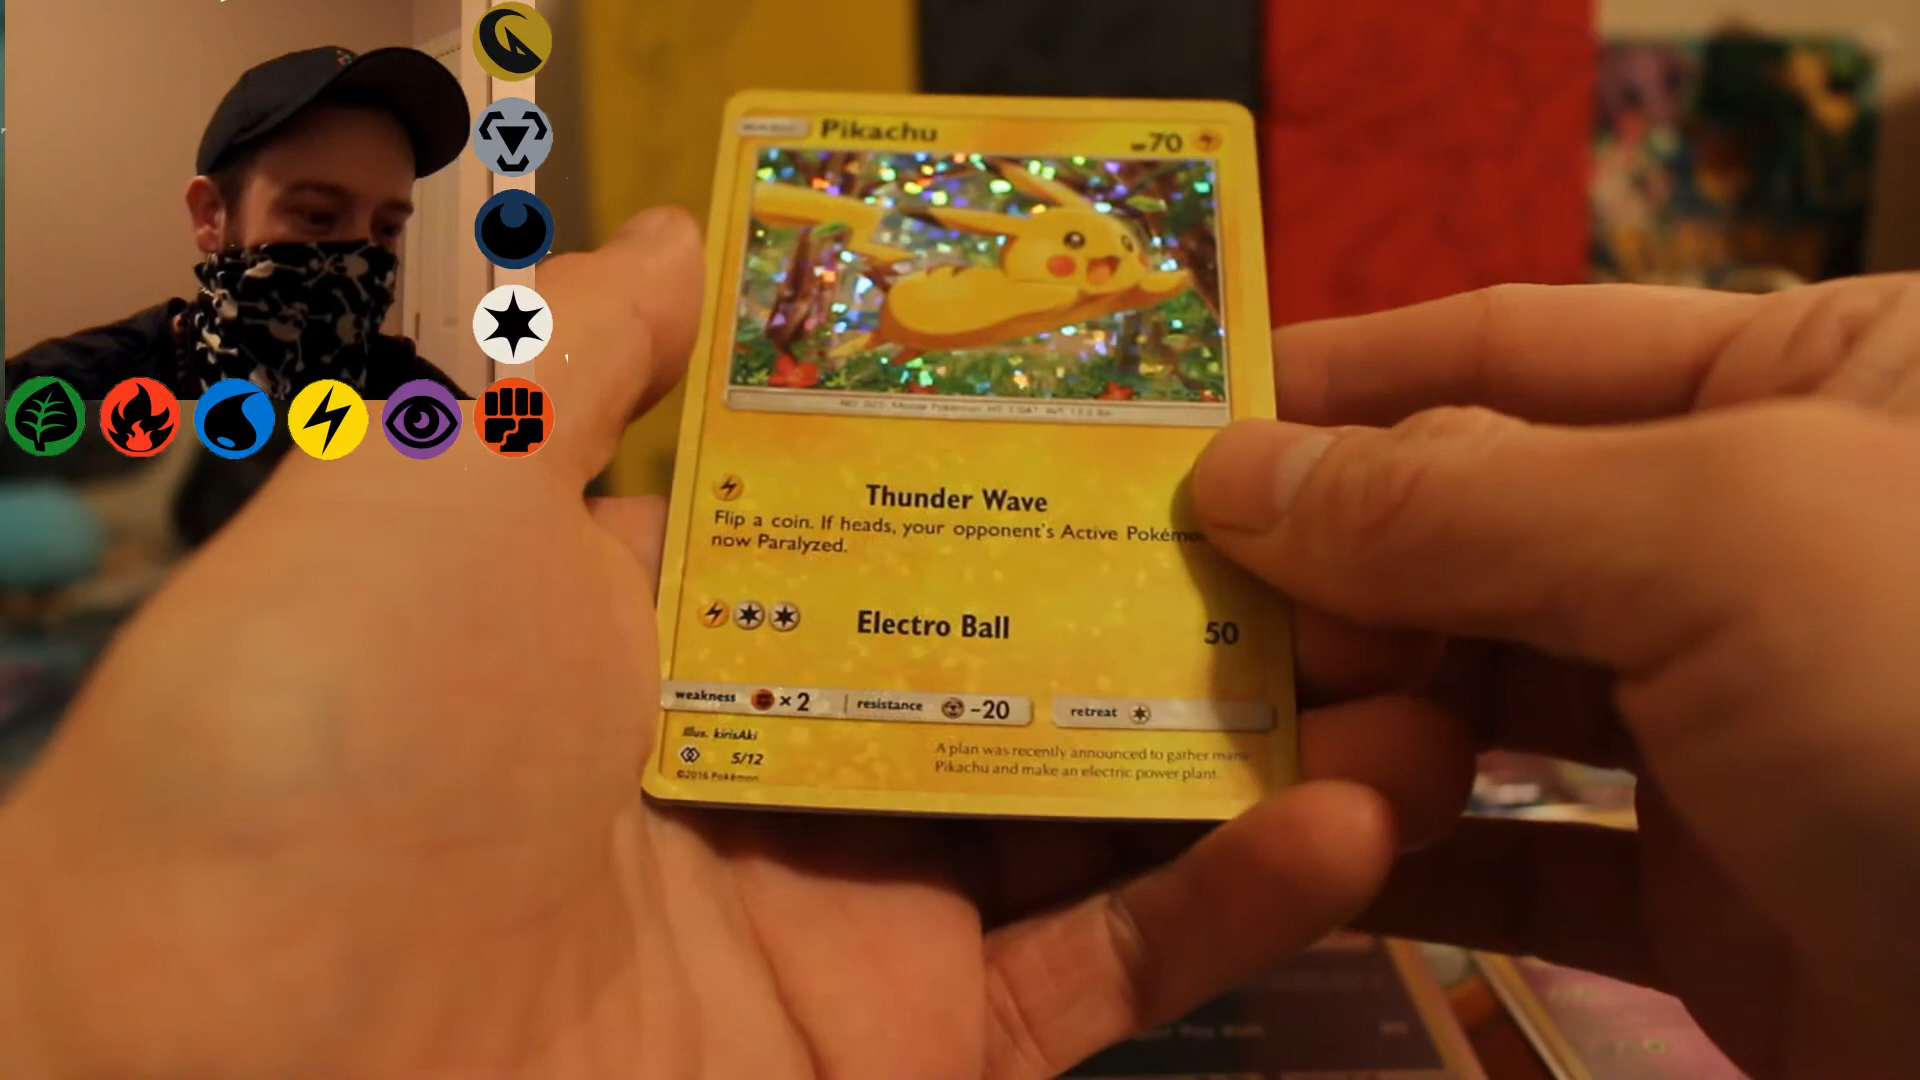 Pikachu
70
Thunder Wave
Flip a coin. If heads, your opponent's Active
now Paralyzed.
Electro Ball
50
weakness × 2
resistance -20
retreat
Illus. kirisAki
5/12
©2016 Pokémon
A plan was recently announced to gather
Pikachu and make an electric power plant.